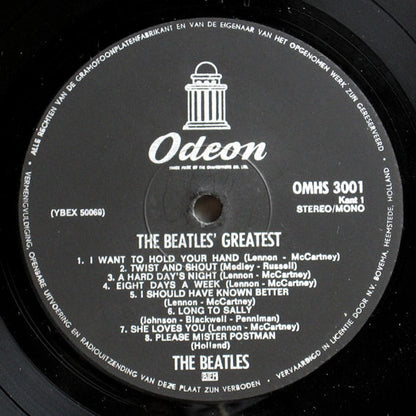 ALLE RECHTEN VAN DE GRAMOFOONPLATENFABRIKANT EN VAN DE EIGENAAR VAN HET OPGENOMEN WERK ZIJN GERESERVEERD
Odeon
TRADE MARK OF THE GRAMOPHONE CO. LTD.
OMHS 3001
Kant 1
STEREO/MONO
(YBEX 50069)
THE BEATLES' GREATEST
1. I WANT TO HOLD YOUR HAND (Lennon - McCartney)
2. TWIST AND SHOUT (Medley - Russell)
3. A HARD DAY'S NIGHT (Lennon - McCartney)
4. EIGHT DAYS A WEEK (Lennon - McCartney)
5. I SHOULD HAVE KNOWN BETTER
(Lennon - McCartney)
6. LONG TO SALLY
(Johnson - Blackwell - Penniman)
7. SHE LOVES YOU (Lennon - McCartney)
8. PLEASE MISTER POSTMAN
(Holland)
THE BEATLES
VERMENIGVULDIGING, OPENBARE UITVOERING EN RADIOUITZENDING VAN DEZE PLAAT ZIJN VERBODEN
VERVAARDIGD IN LICENTIE DOOR N.V. BOVEMA, HEEMSTEDE, HOLLAND